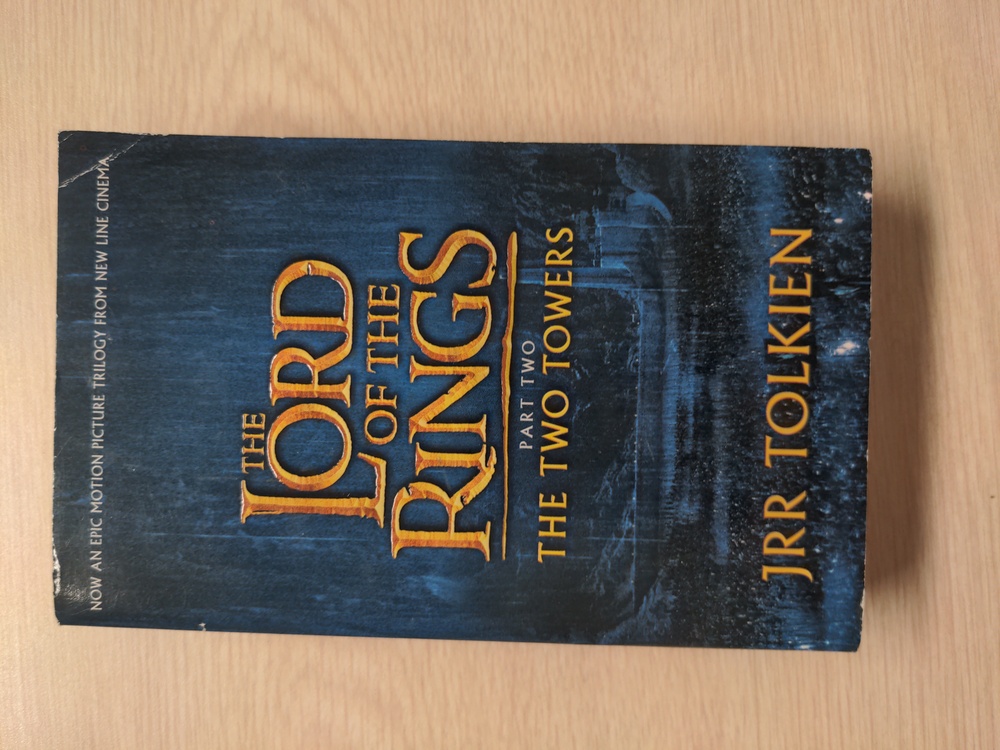 NOW AN EPIC MOTION PICTURE TRILOGY FROM NEW LINE CINEMA
THE
LORD
OF THE
RINGS
PART TWO
THE TWO TOWERS
JRR TOLKIEN